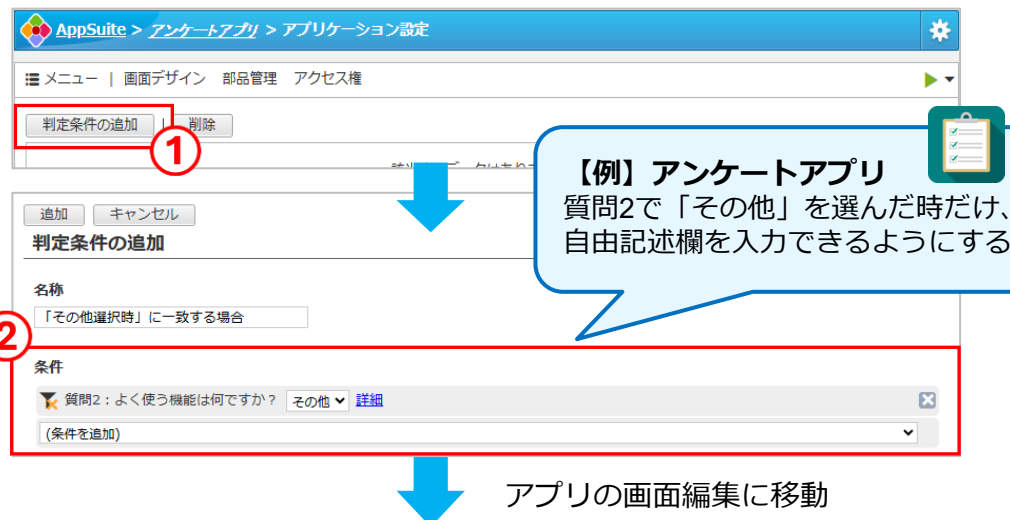 AppSuite > アンケートアプリ > アプリケーション設定
メニュー | 画面デザイン 部品管理 アクセス権
判定条件の追加 | 削除
①
【例】アンケートアプリ
質問2で「その他」を選んだ時だけ、
自由記述欄を入力できるようにする
追加 キャンセル
判定条件の追加
名称
「その他選択時」に一致する場合
②
条件
質問2：よく使う機能は何ですか？ その他 詳細
(条件を追加)
アプリの画面編集に移動